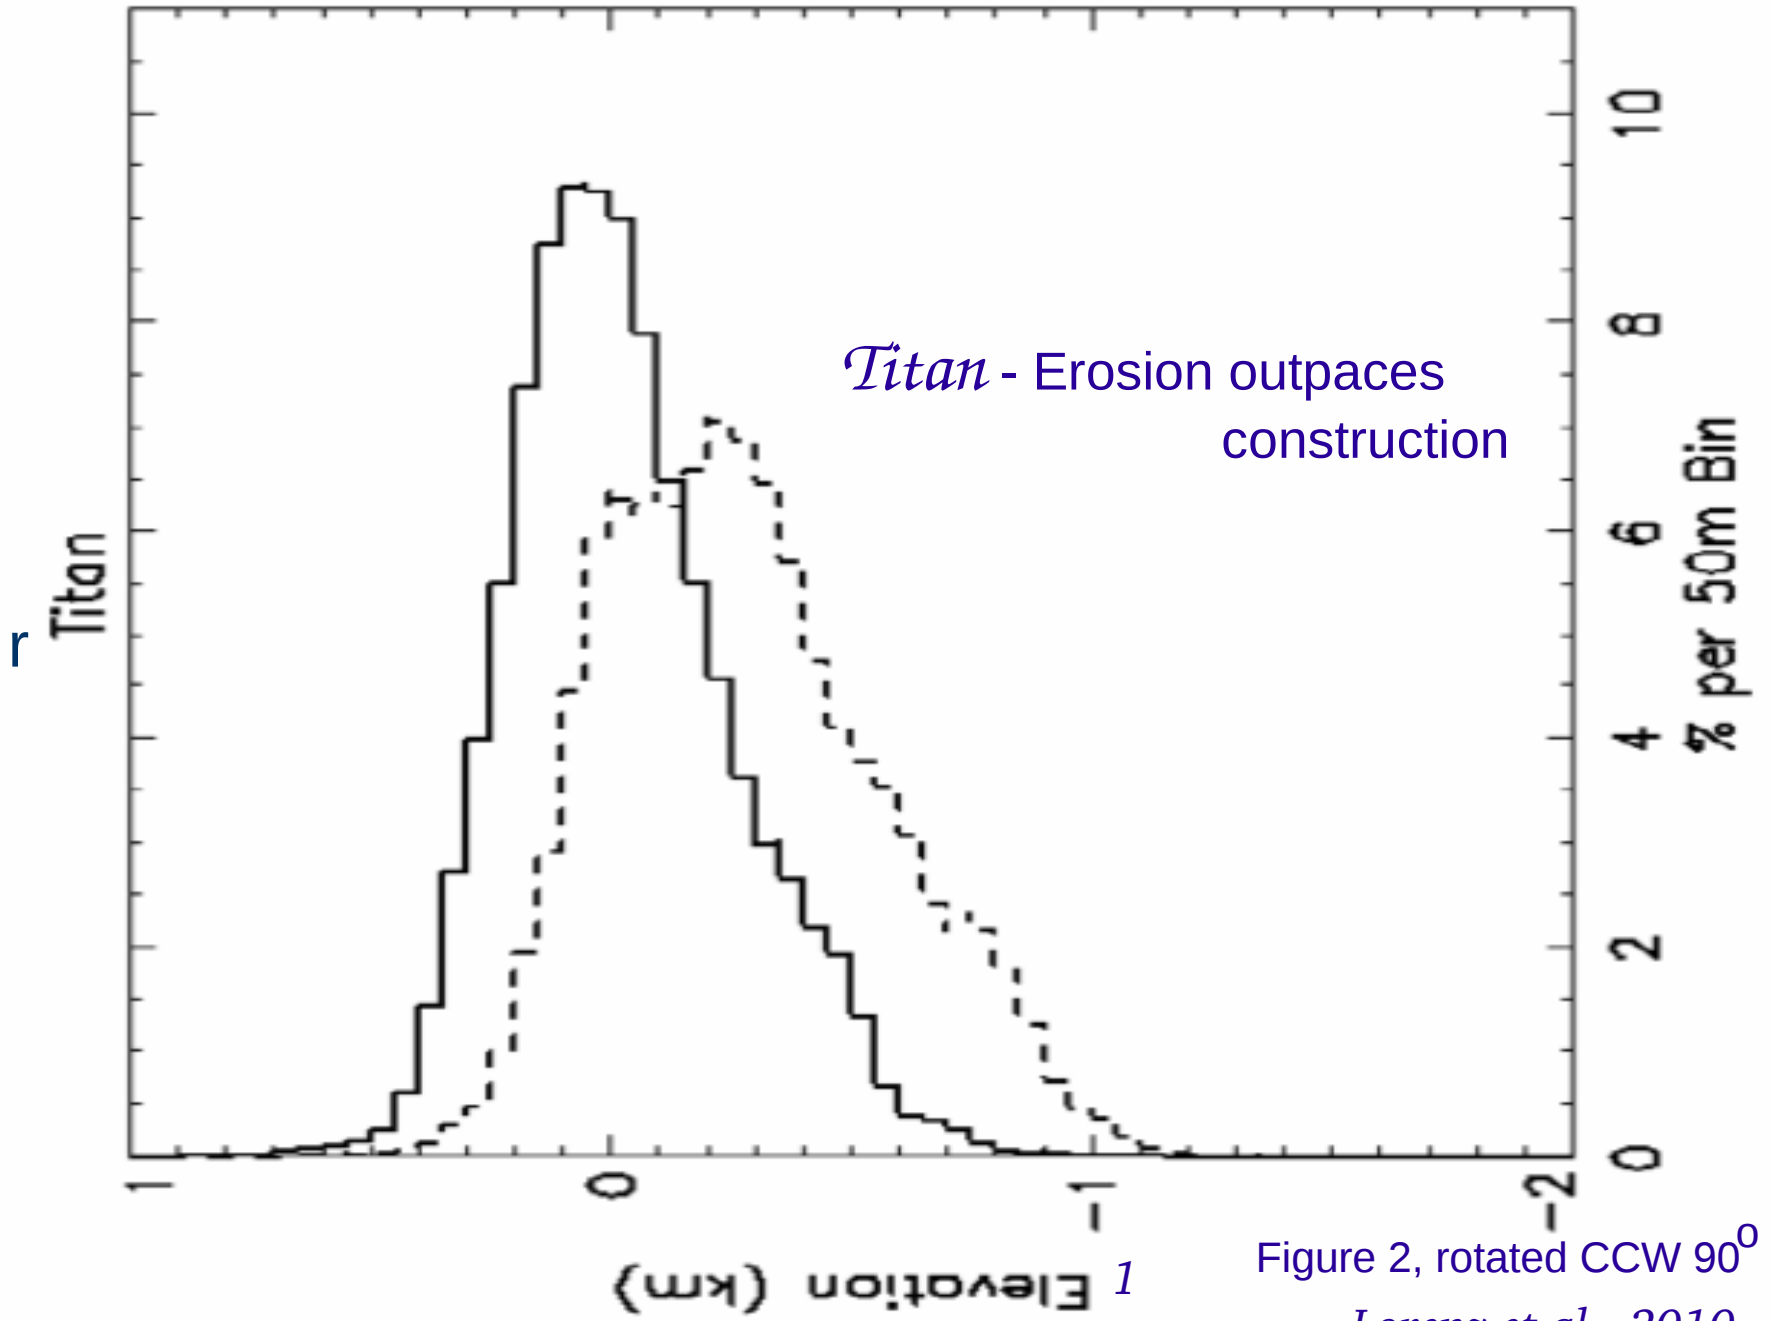 Titan - Erosion outpaces
construction
r
Titan
10
8
6
4
2
0
% per 50m Bin
1
0
-1
-2
Elevation (km)
1
Figure 2, rotated CCW 90o